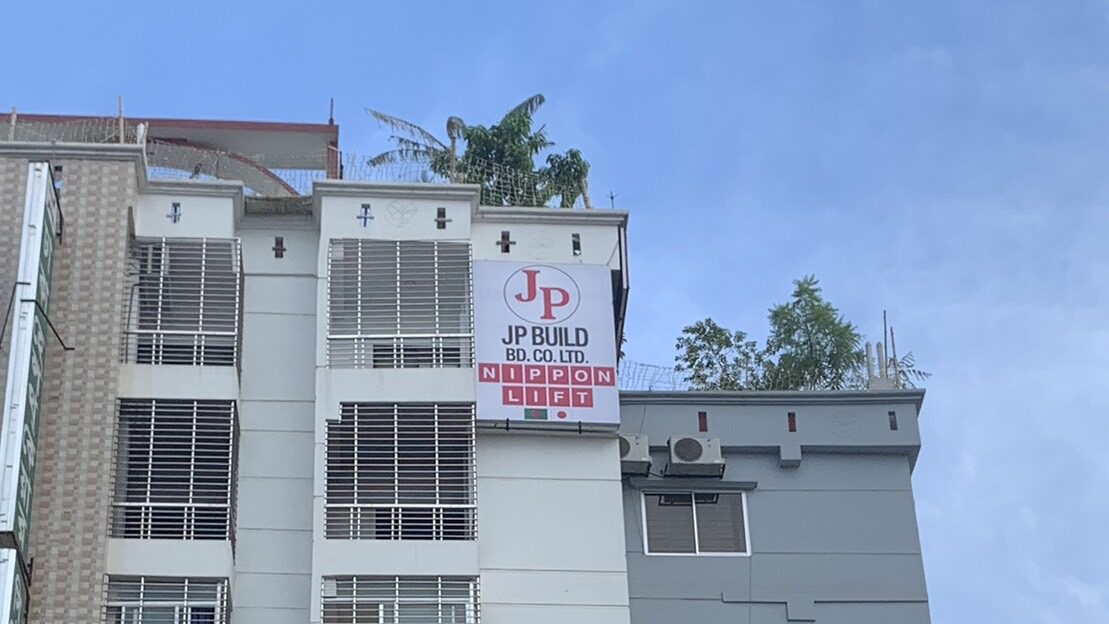 JP
JP BUILD
BD. CO. LTD.
NIPPON
LIFT